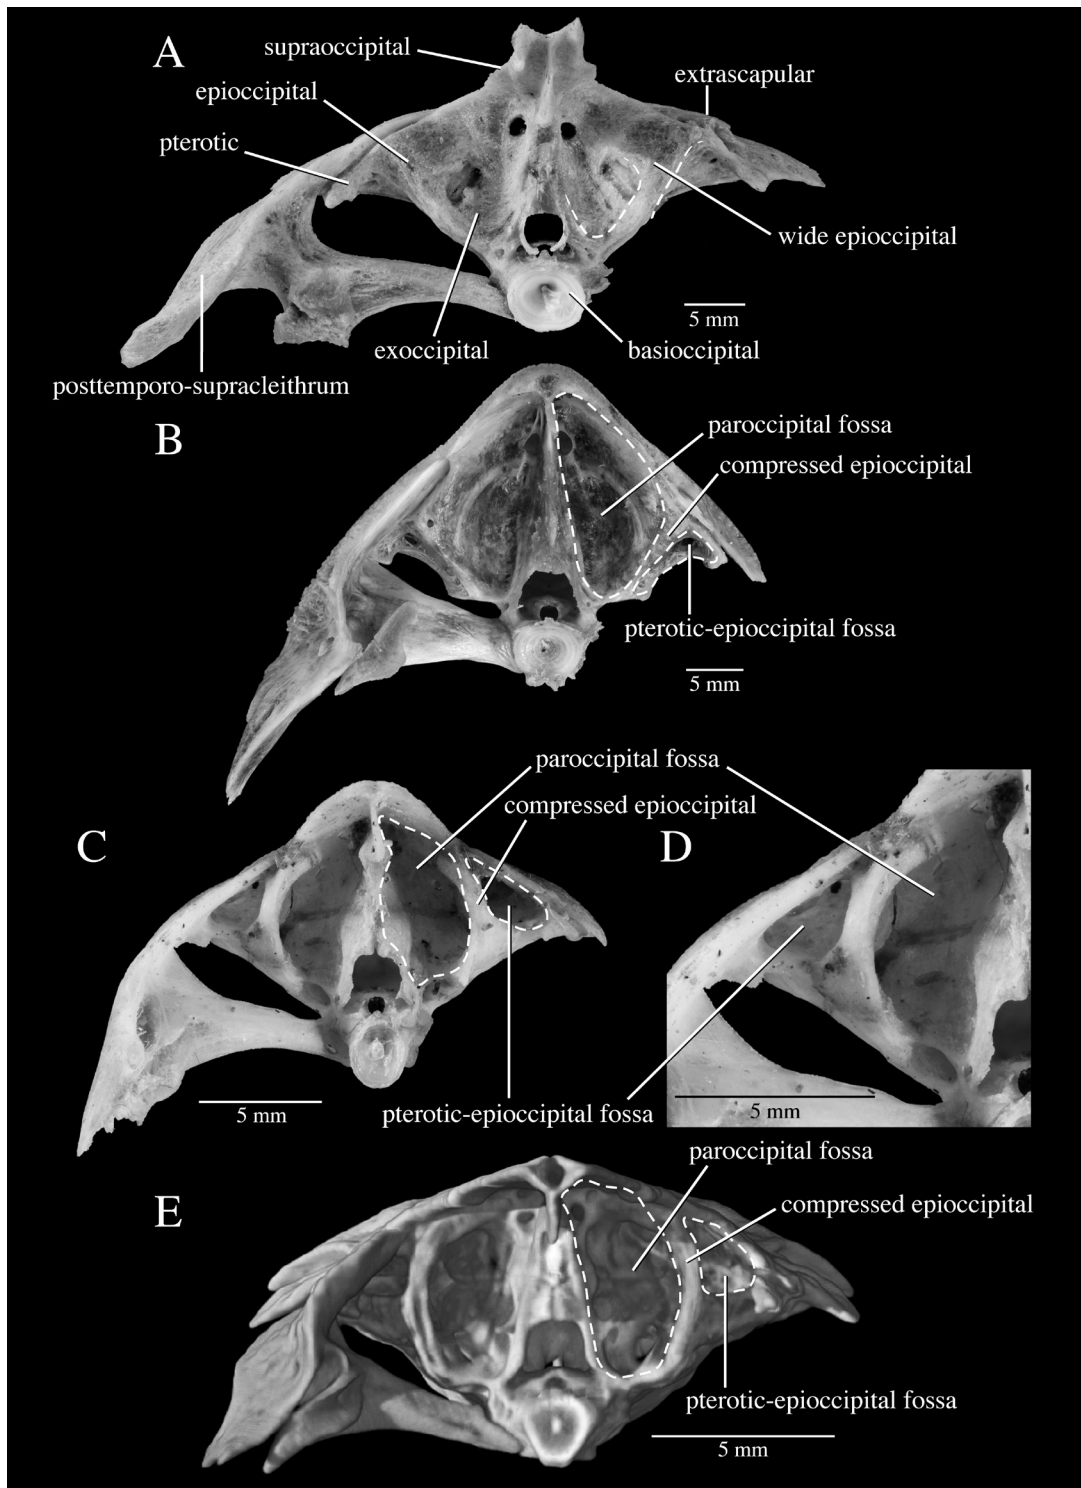 A
supraoccipital
extrascapular
epioccipital
pterotic
wide epioccipital
5 mm
exoccipital
basioccipital
posttemporo-supracleithrum
B
paroccipital fossa
compressed epioccipital
pterotic-epioccipital fossa
5 mm
paroccipital fossa
compressed epioccipital
C
D
5 mm
pterotic-epioccipital fossa
5 mm
paroccipital fossa
E
compressed epioccipital
pterotic-epioccipital fossa
5 mm